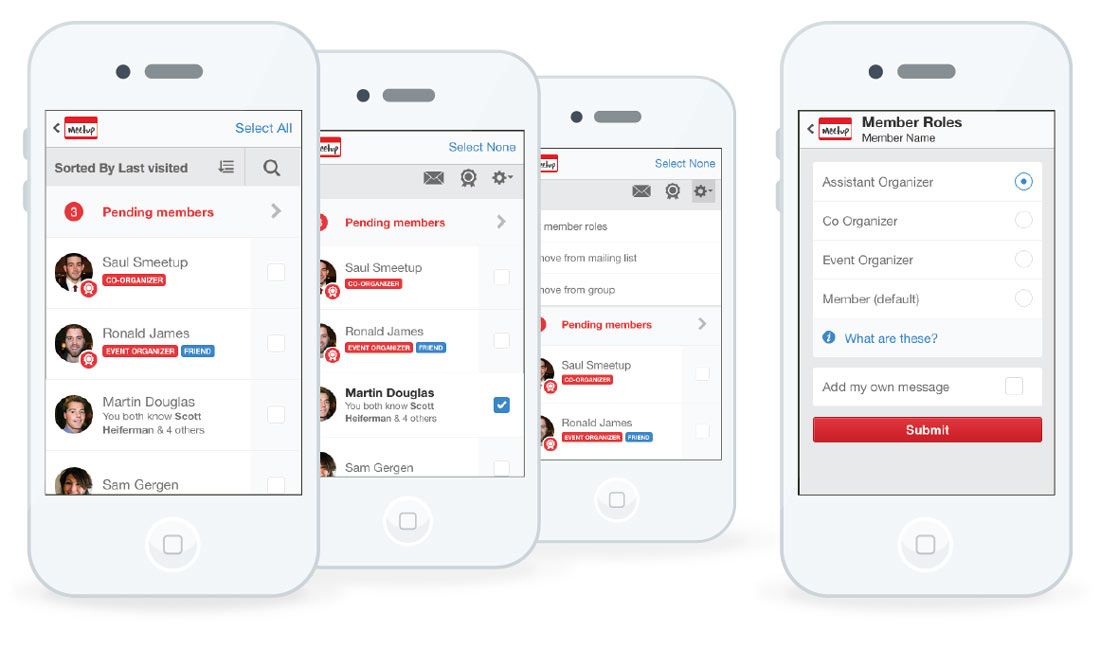 meetup
Select All
Sorted By Last visited
3
Pending members
Saul Smeetup
CO-ORGANIZER
Ronald James
EVENT ORGANIZER FRIEND
Martin Douglas
You both know Scott
Heiferman & 4 others
Sam Gergen
Select None
Pending members
Saul Smeetup
CO-ORGANIZER
Ronald James
EVENT ORGANIZER FRIEND
Martin Douglas
You both know Scott
Heiferman & 4 others
Sam Gergen
Select None
member roles
move from mailing list
move from group
Pending members
Saul Smeetup
CO-ORGANIZER
Ronald James
EVENT ORGANIZER FRIEND
meetup
Member Roles
Member Name
Assistant Organizer
Co Organizer
Event Organizer
Member (default)
i What are these?
Add my own message
Submit